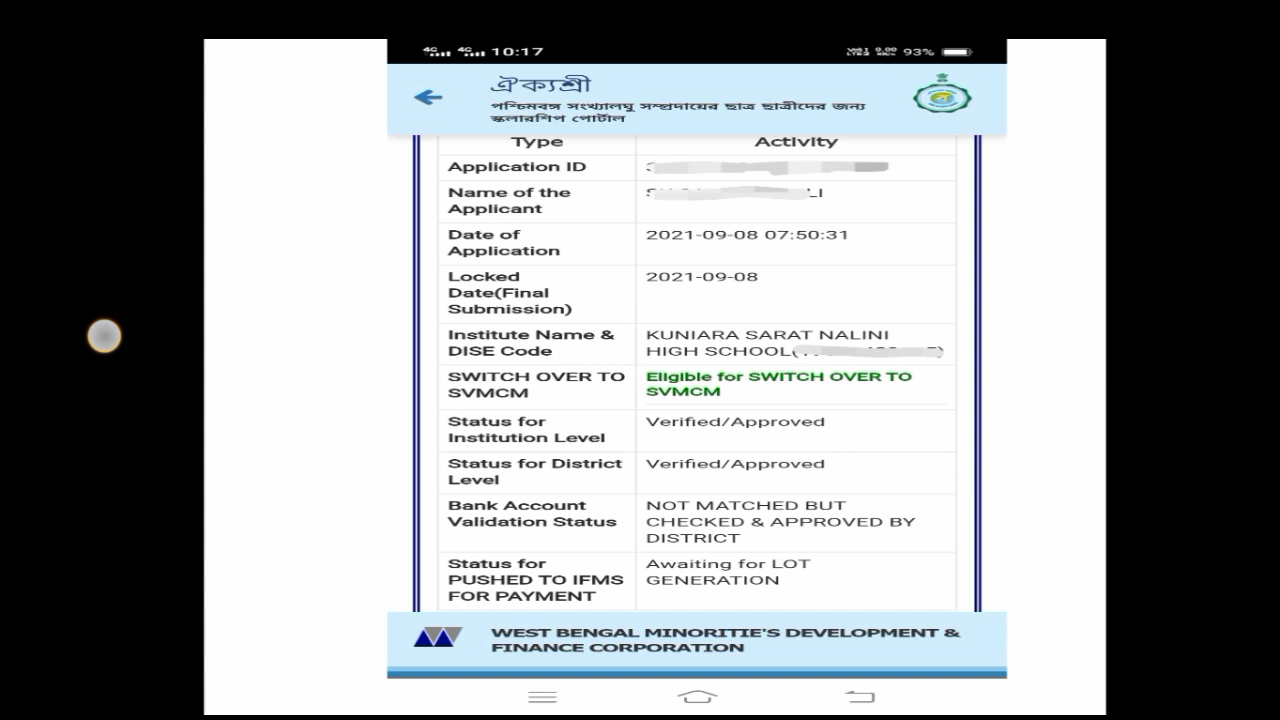 4G 4G 10:17 93%
ঐক্যশ্রী
পশ্চিমবঙ্গ সংখ্যালঘু সম্প্রদায়ের ছাত্র ছাত্রীদের জন্য
স্কলারশিপ পোর্টাল
Type Activity
Application ID
Name of the
Applicant
Date of
Application
2021-09-08 07:50:31
Locked
Date(Final
Submission)
2021-09-08
Institute Name &
DISE Code
KUNIARA SARAT NALINI
HIGH SCHOOL(
SWITCH OVER TO
SVMCM
Eligible for SWITCH OVER TO
SVMCM
Status for
Institution Level
Verified/Approved
Status for District
Level
Verified/Approved
Bank Account
Validation Status
NOT MATCHED BUT
CHECKED & APPROVED BY
DISTRICT
Status for
PUSHED TO IFMS
FOR PAYMENT
Awaiting for LOT
GENERATION
WEST BENGAL MINORITIE'S DEVELOPMENT &
FINANCE CORPORATION